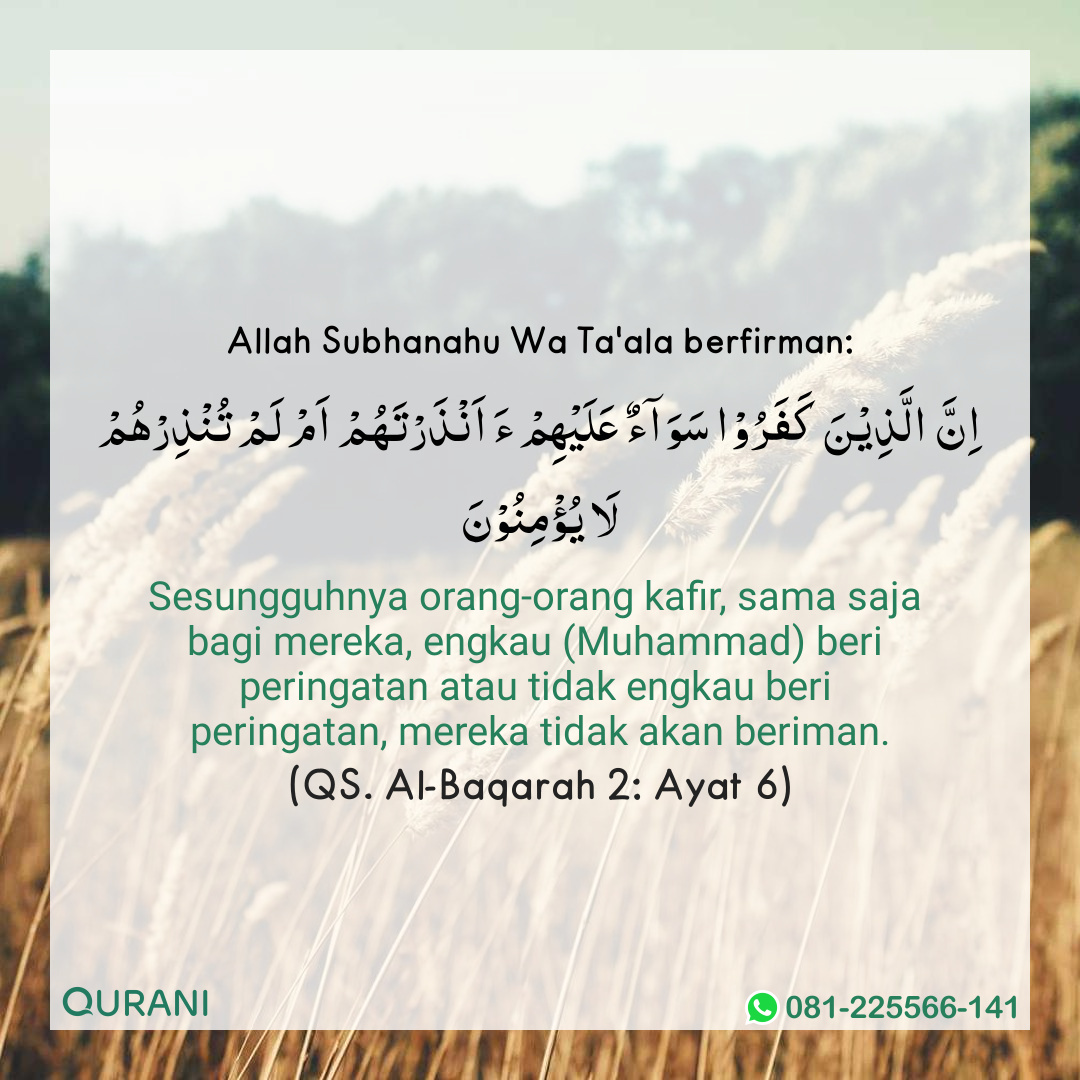 Allah Subhanahu Wa Ta'ala berfirman:
اِنَّ الَّذِيْنَ كَفَرُوْا سَوَآءٌ عَلَيْهِمْ ءَ اَنْذَرْتَهُمْ اَمْ لَمْ تُنْذِرْهُمْ
لَا يُؤْمِنُوْنَ
Sesungguhnya orang-orang kafir, sama saja
bagi mereka, engkau (Muhammad) beri
peringatan atau tidak engkau beri
peringatan, mereka tidak akan beriman.
(QS. Al-Baqarah 2: Ayat 6)
QURANI
081-225566-141